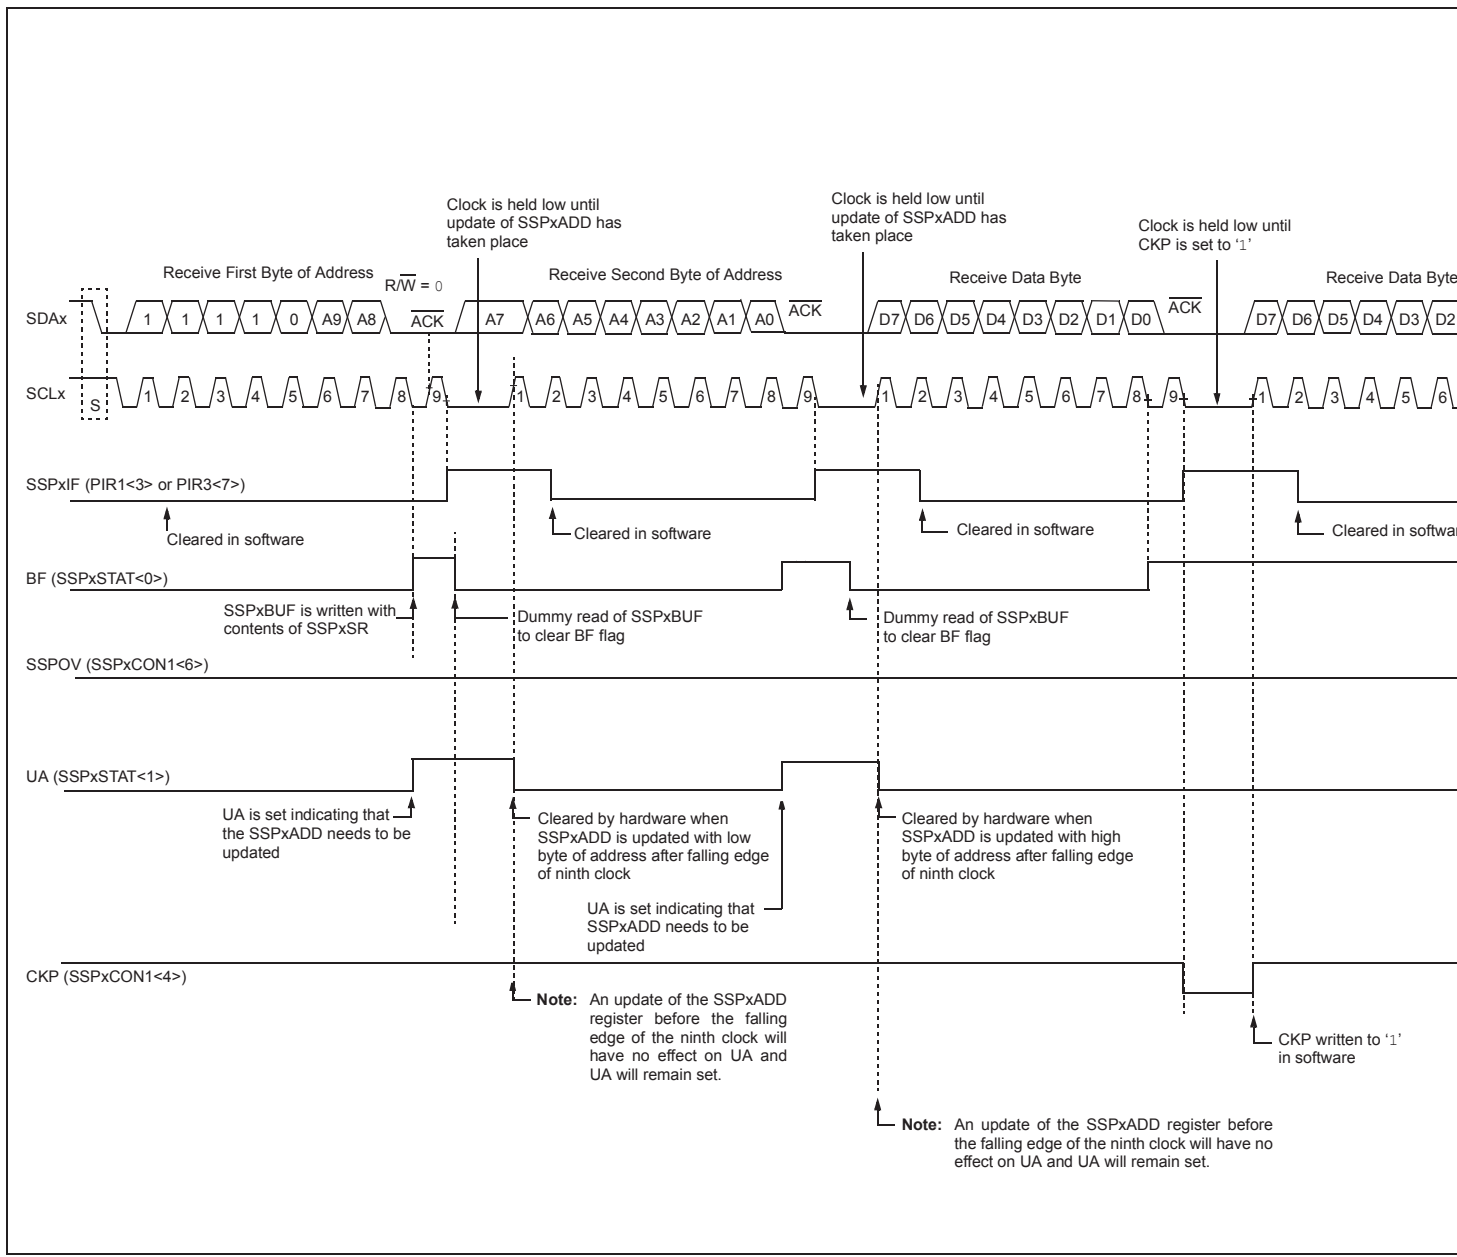 Clock is held low until
update of SSPxADD has
taken place
Clock is held low until
update of SSPxADD has
taken place
Clock is held low until
CKP is set to ‘1’
Receive First Byte of Address
R/W = 0
Receive Second Byte of Address
Receive Data Byte
Receive Data Byte
SDAx
1 1 1 1 0 A9 A8 ACK A7 A6 A5 A4 A3 A2 A1 A0 ACK D7 D6 D5 D4 D3 D2 D1 D0 ACK D7 D6 D5 D4 D3 D2
SCLx
S 1 2 3 4 5 6 7 8 9 1 2 3 4 5 6 7 8 9 1 2 3 4 5 6 7 8 9 1 2 3 4 5 6
SSPxIF (PIR1<3> or PIR3<7>)
Cleared in software
Cleared in software
Cleared in software
Cleared in softwar
BF (SSPxSTAT<0>)
SSPxBUF is written with
contents of SSPxSR
Dummy read of SSPxBUF
to clear BF flag
Dummy read of SSPxBUF
to clear BF flag
SSPOV (SSPxCON1<6>)
UA (SSPxSTAT<1>)
UA is set indicating that
the SSPxADD needs to be
updated
Cleared by hardware when
SSPxADD is updated with low
byte of address after falling edge
of ninth clock
Cleared by hardware when
SSPxADD is updated with high
byte of address after falling edge
of ninth clock
UA is set indicating that
SSPxADD needs to be
updated
CKP (SSPxCON1<4>)
Note: An update of the SSPxADD
register before the falling
edge of the ninth clock will
have no effect on UA and
UA will remain set.
CKP written to ‘1’
in software
Note: An update of the SSPxADD register before
the falling edge of the ninth clock will have no
effect on UA and UA will remain set.